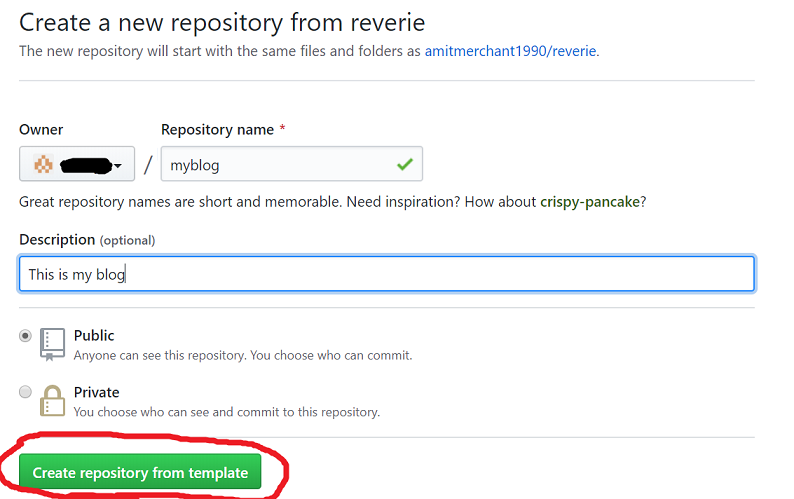 Create a new repository from reverie
The new repository will start with the same files and folders as amitmerchant1990/reverie.
Owner
Repository name *
/
myblog
Great repository names are short and memorable. Need inspiration? How about crispy-pancake?
Description (optional)
This is my blog
Public
Anyone can see this repository. You choose who can commit.
Private
You choose who can see and commit to this repository.
Create repository from template